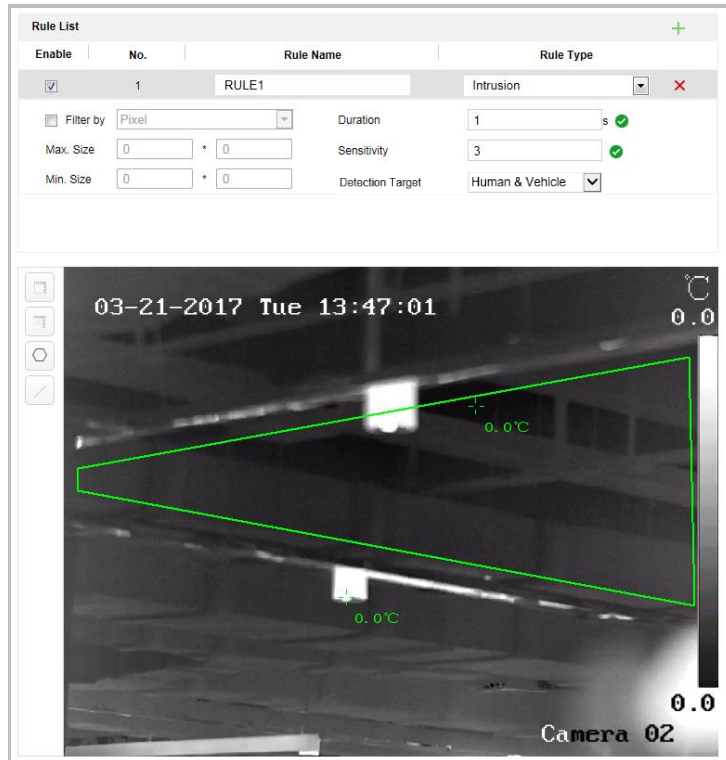 Rule List
Enable No. Rule Name Rule Type
1 RULE1 Intrusion
Filter by Pixel Duration 1 s
Max. Size 0 * 0 Sensitivity 3
Min. Size 0 * 0 Detection Target Human & Vehicle
℃
03-21-2017 Tue 13:47:01
0.0
0.0℃
0.0℃
0.0
Camera 02